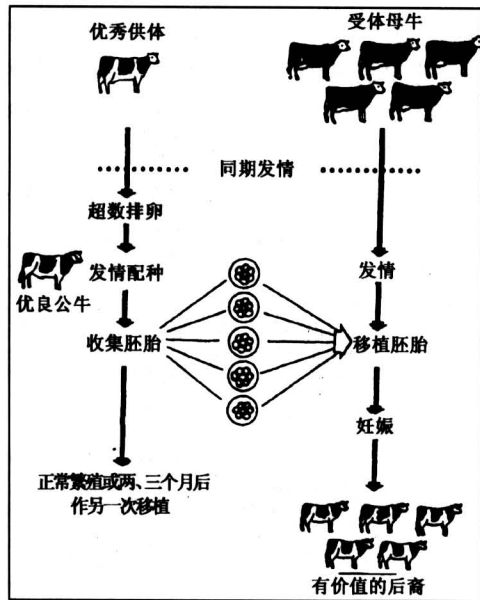 优秀供体
受体母牛
同期发情
超数排卵
发情配种
优良公牛
发情
收集胚胎
移植胚胎
妊娠
正常繁殖或两、三个月后
作另一次移植
有价值的后裔